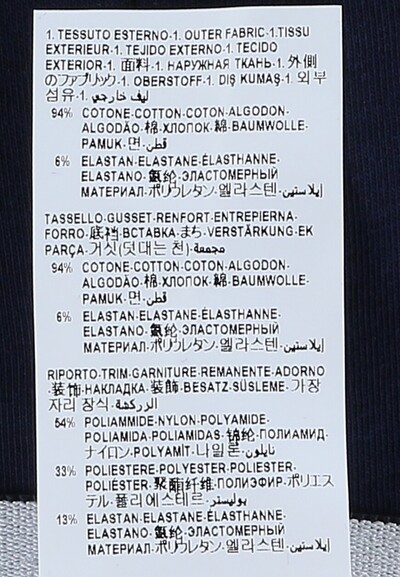 1. TESSUTO ESTERNO·1. OUTER FABRIC·1.TISSU
EXTERIEUR·1. TEJIDO EXTERNO·1. TECIDO
EXTERIOR·1. 面料·1. НАРУЖНАЯ ТКАНЬ·1. 外側
のファブリック·1. OBERSTOFF·1. DIŞ KUMAŞ·1. 외부
섬유·1. ليف خارجي
94% COTONE·COTTON·COTON·ALGODON·
ALGODÃO·棉·ХЛОПОК·綿·BAUMWOLLE·
PAMUK·면·قطن
6% ELASTAN·ELASTANE·ÉLASTHANNE·
ELASTANO·氨纶·ЭЛАСТОМЕРНЫЙ
МАТЕРИАЛ·ポリウレタン·엘라스텐·إيلاستين
TASSELLO·GUSSET·RENFORT·ENTREPIERNA·
FORRO·底裆·ВСТАВКА·まち·VERSTÄRKUNG·EK
PARÇA·거싯(덧대는 천)·مجمعة
94% COTONE·COTTON·COTON·ALGODON·
ALGODÃO·棉·ХЛОПОК·綿·BAUMWOLLE·
PAMUK·면·قطن
6% ELASTAN·ELASTANE·ÉLASTHANNE·
ELASTANO·氨纶·ЭЛАСТОМЕРНЫЙ
МАТЕРИАЛ·ポリウレタン·엘라스텐·إيلاستين
RIPORTO·TRIM·GARNITURE·REMANENTE·ADORNO
·装饰·НАКЛАДКА·装飾·BESATZ·SÜSLEME·가장
자리 장식·الزركشة
54% POLIAMMIDE·NYLON·POLYAMIDE·
POLIAMIDA·POLIAMIDAS·锦纶·ПОЛИАМИД·
ナイロン·POLYAMİT·나일론·نايلون
33% POLIESTERE·POLYESTER·POLIESTER·
POLIÉSTER·聚酯纤维·ПОЛИЭФИР·ポリエス
テル·폴리에스테르·بوليستر
13% ELASTAN·ELASTANE·ÉLASTHANNE·
ELASTANO·氨纶·ЭЛАСТОМЕРНЫЙ
МАТЕРИАЛ·ポリウレタン·엘라스텐·إيلاستين